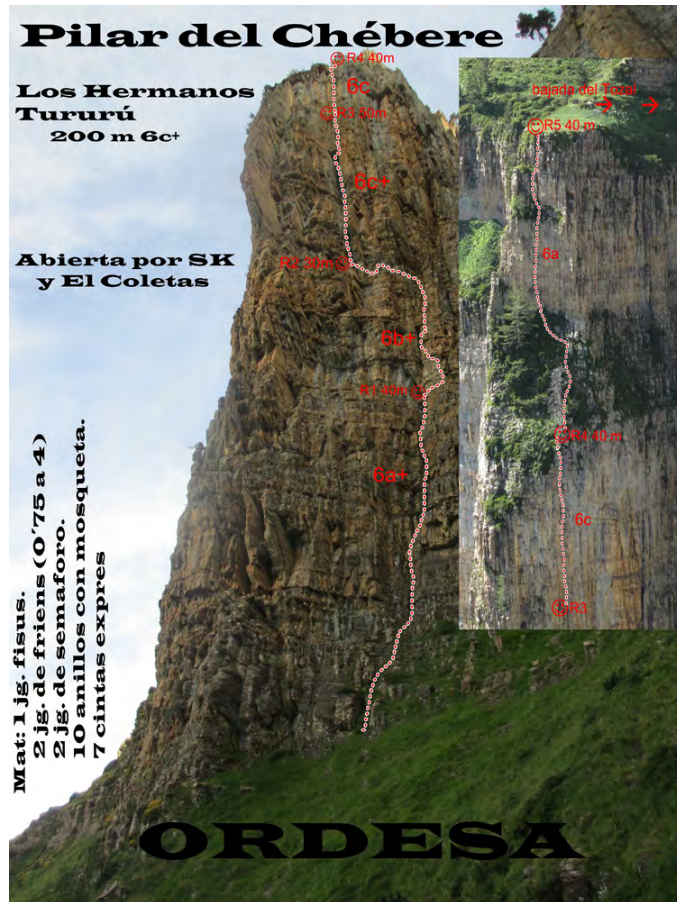 Pilar del Chébere
Los Hermanos
Tururú
200 m 6c+
Abierta por SK
y El Coletas
R4 40m
6c
R3 50m
6c+
R2 30m
6b+
R1 40m
6a+
bajada del Tozal
R5 40 m
6a
R4 40 m
6c
R3
Mat: 1 jg. fisus.
2 jg. de friens (0´75 a 4)
2 jg. de semaforo.
10 anillos con mosqueta.
7 cintas expres
ORDESA